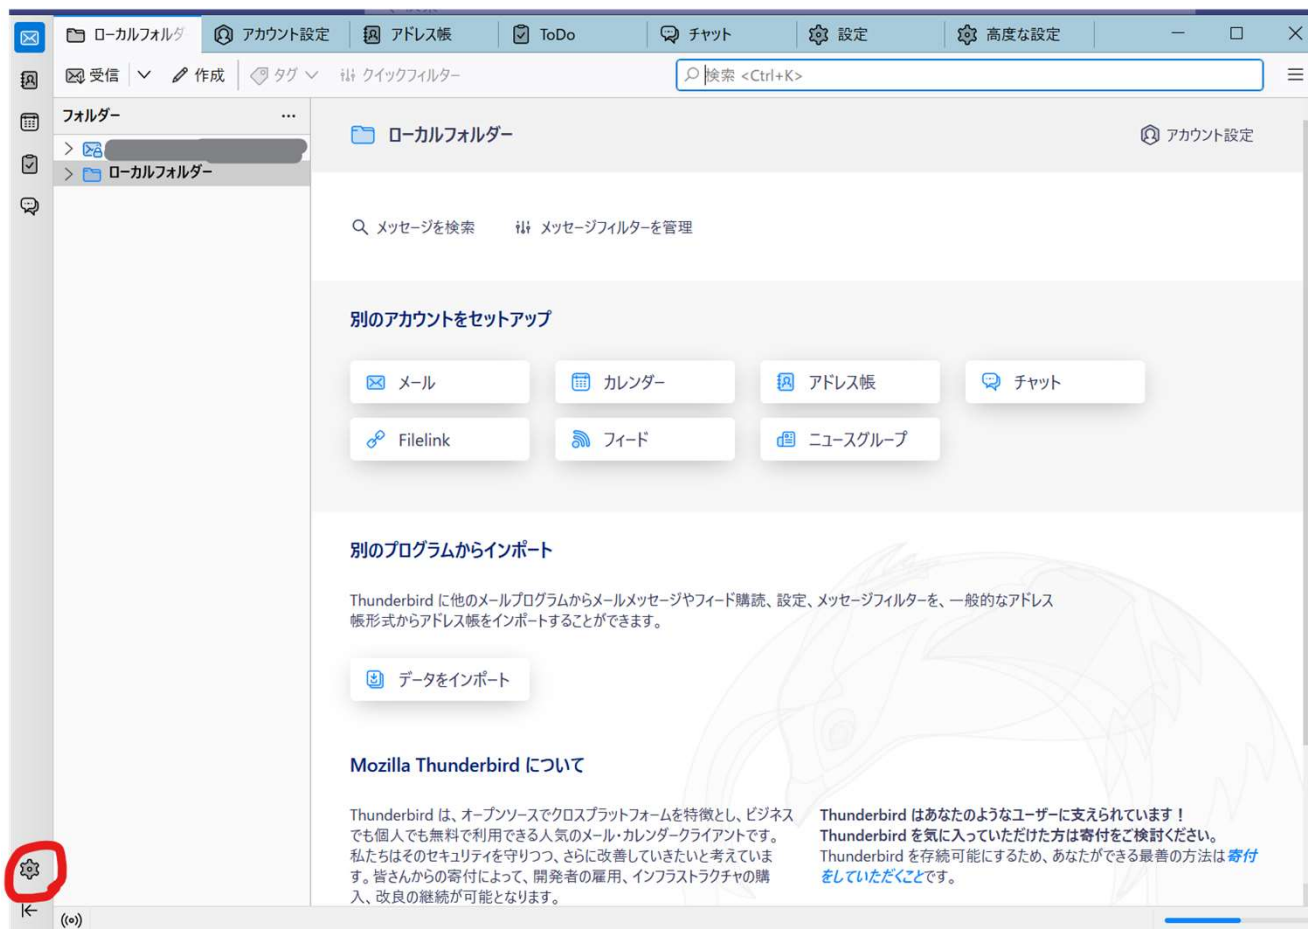 ローカルフォルダ
アカウント設定
アドレス帳
ToDo
チャット
設定
高度な設定
受信
作成
タグ
クイックフィルター
検索 <Ctrl+K>
フォルダー
...
ローカルフォルダー
ローカルフォルダー
アカウント設定
メッセージを検索
メッセージフィルターを管理
別のアカウントをセットアップ
メール
カレンダー
アドレス帳
チャット
Filelink
フィード
ニュースグループ
別のプログラムからインポート
Thunderbird に他のメールプログラムからメールメッセージやフィード購読、設定、メッセージフィルターを、一般的なアドレス
帳形式からアドレス帳をインポートすることができます。
データをインポート
Mozilla Thunderbird について
Thunderbird は、オープンソースでクロスプラットフォームを特徴とし、ビジネス
でも個人でも無料で利用できる人気のメール・カレンダークライアントです。
私たちはそのセキュリティを守りつつ、さらに改善していきたいと考えていま
す。皆さんからの寄付によって、開発者の雇用、インフラストラクチャの購
入、改良の継続が可能となります。
Thunderbird はあなたのようなユーザーに支えられています！
Thunderbird を気に入っていただけた方は寄付をご検討ください。
Thunderbird を存続可能にするため、あなたができる最善の方法は寄付
をしていただくことです。